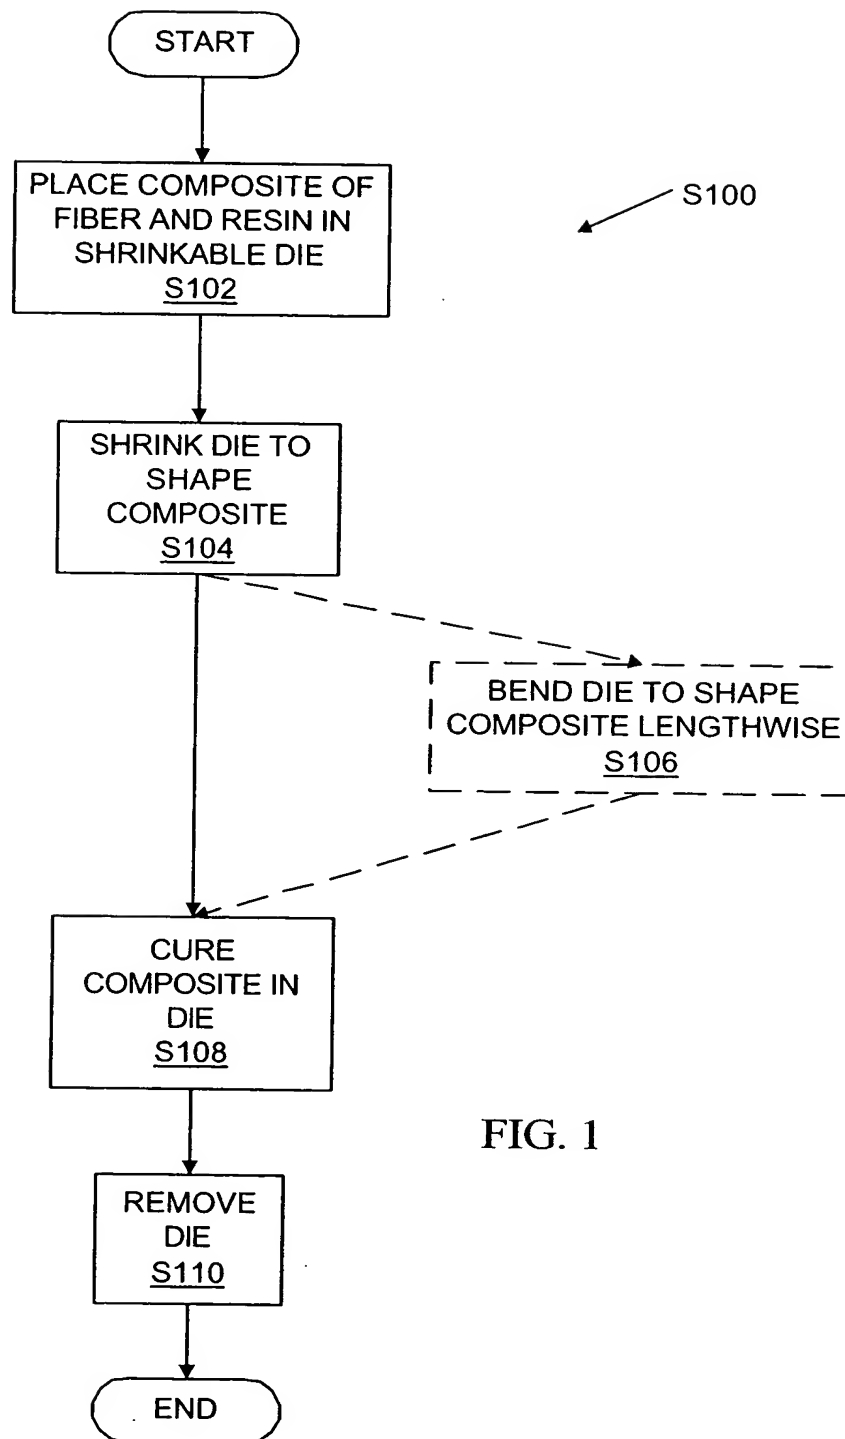 START
PLACE COMPOSITE OF
FIBER AND RESIN IN
SHRINKABLE DIE
S102
S100
SHRINK DIE TO
SHAPE
COMPOSITE
S104
BEND DIE TO SHAPE
COMPOSITE LENGTHWISE
S106
CURE
COMPOSITE IN
DIE
S108
FIG. 1
REMOVE
DIE
S110
END